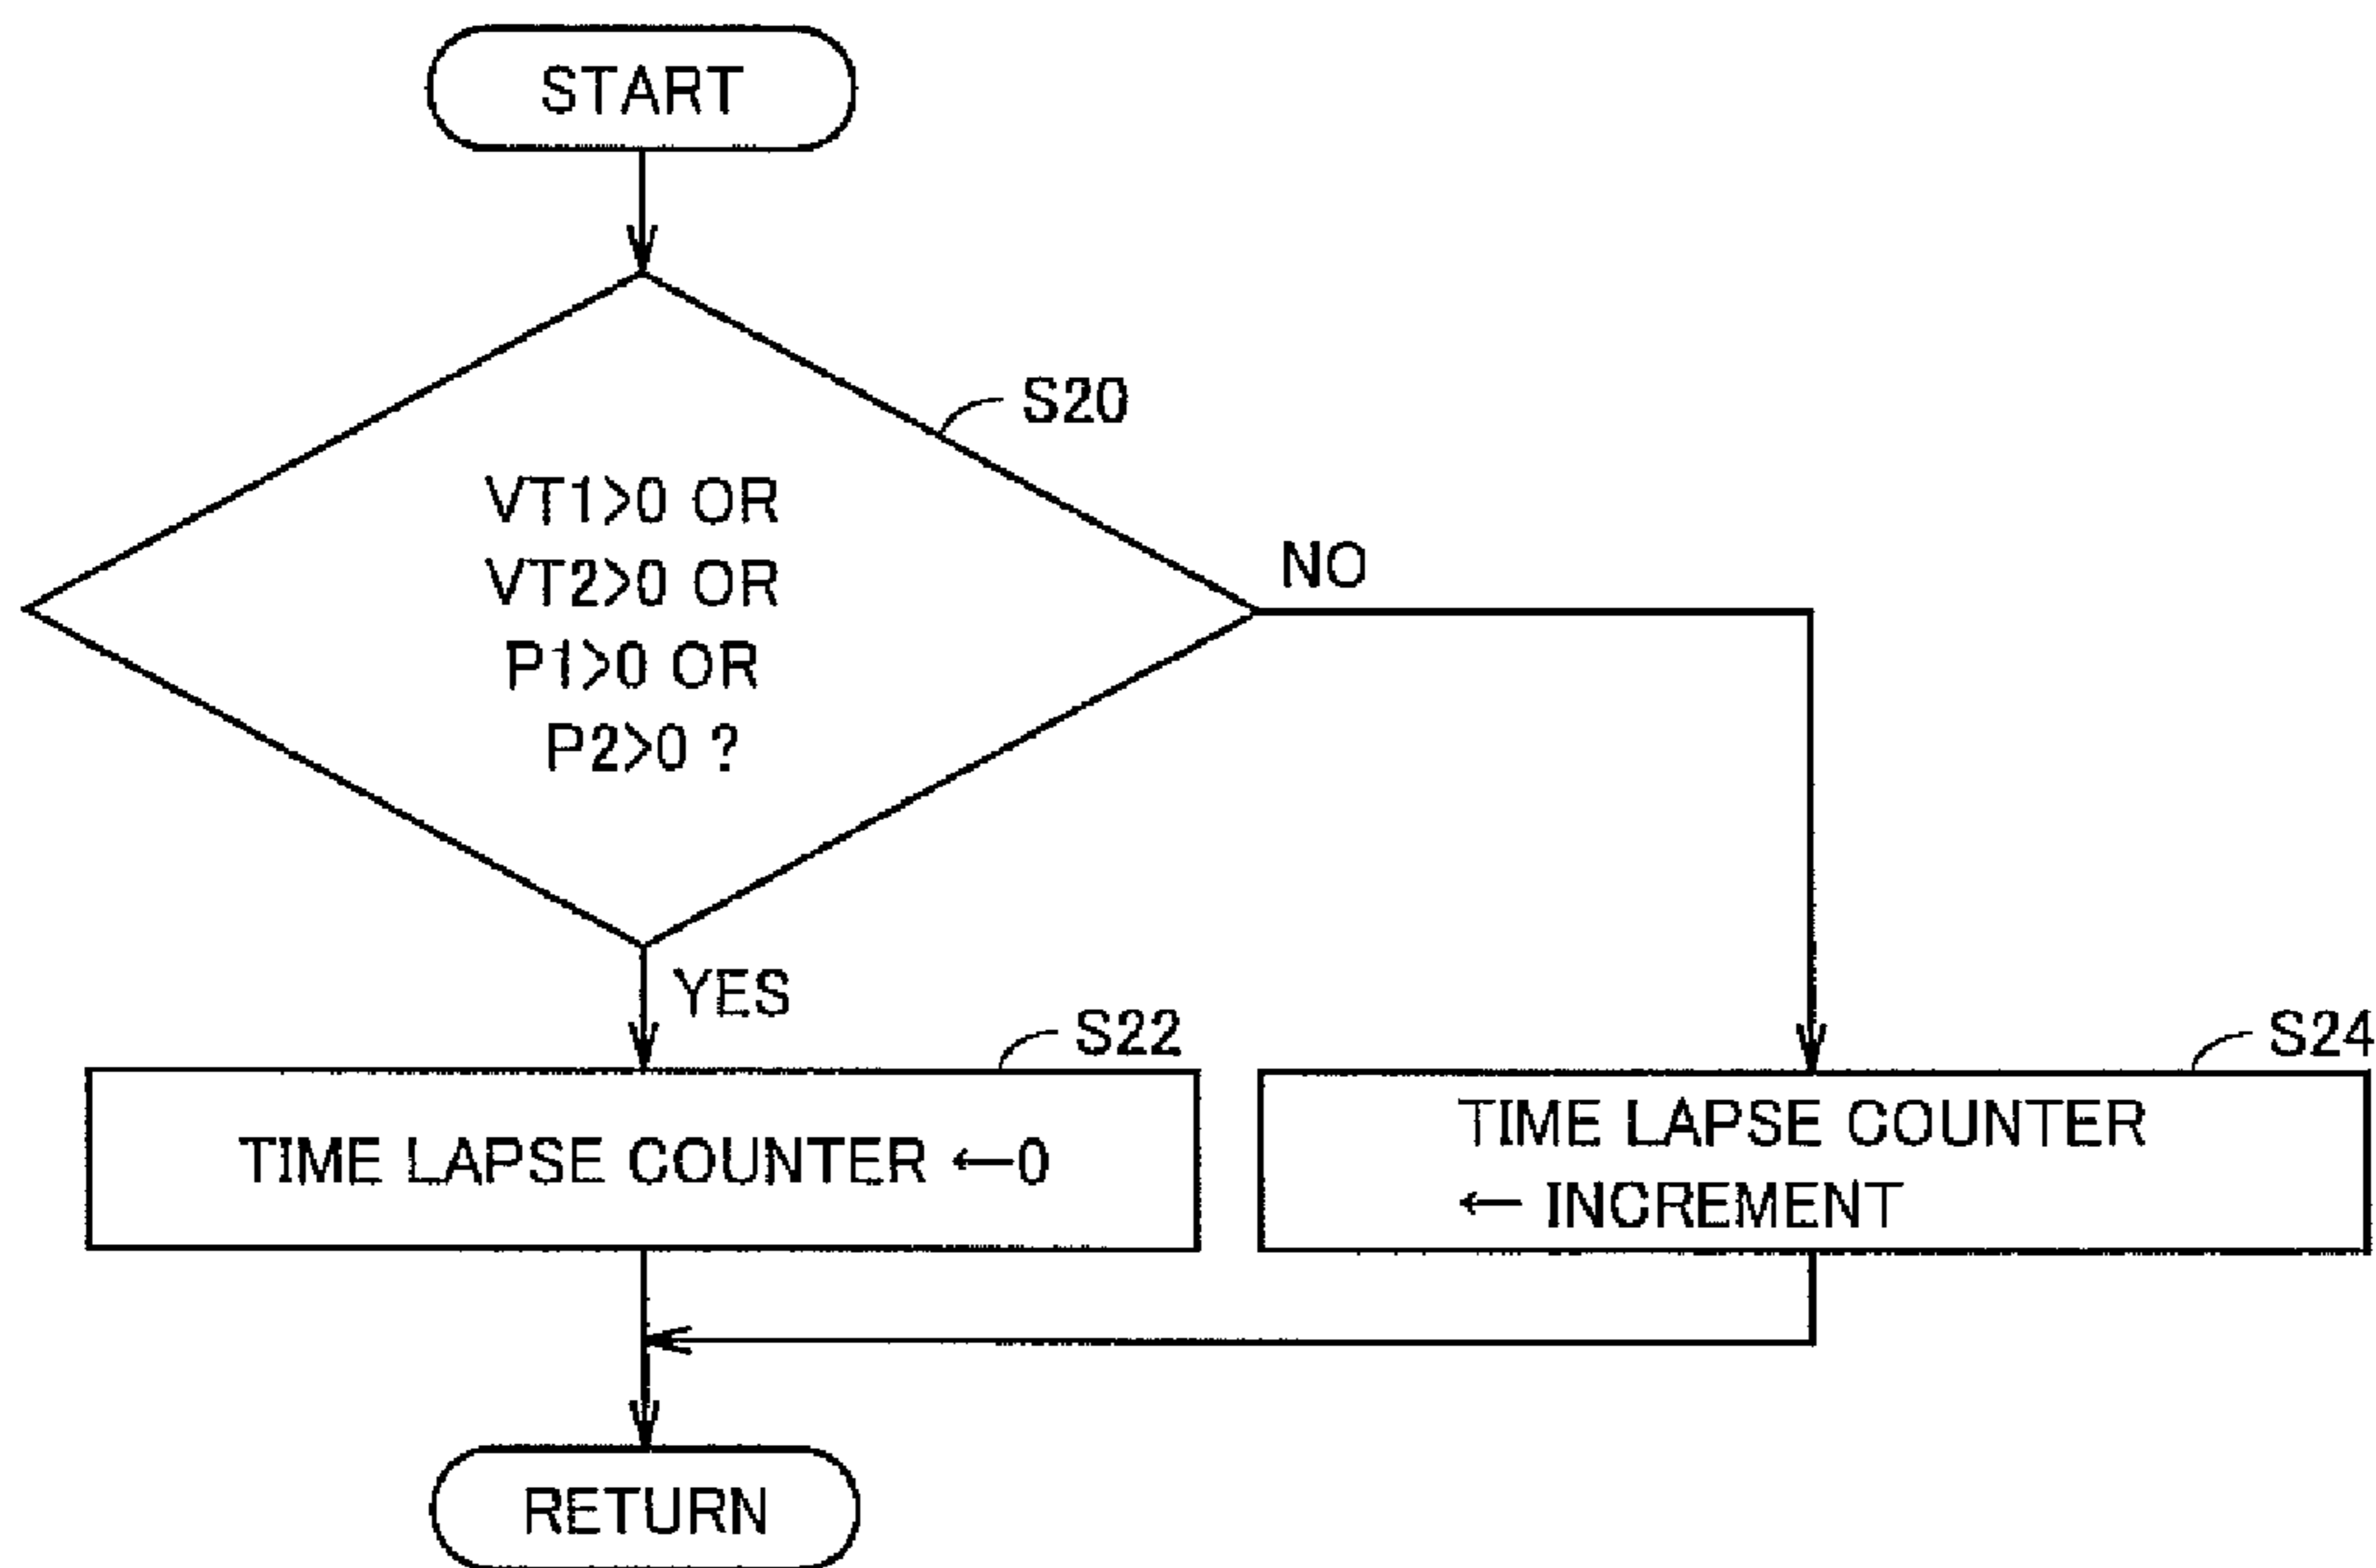 START
S20
VT1>0 OR
VT2>0 OR
P1>0 OR
P2>0 ?
NO
YES
S22
TIME LAPSE COUNTER ←0
S24
TIME LAPSE COUNTER
← INCREMENT
RETURN